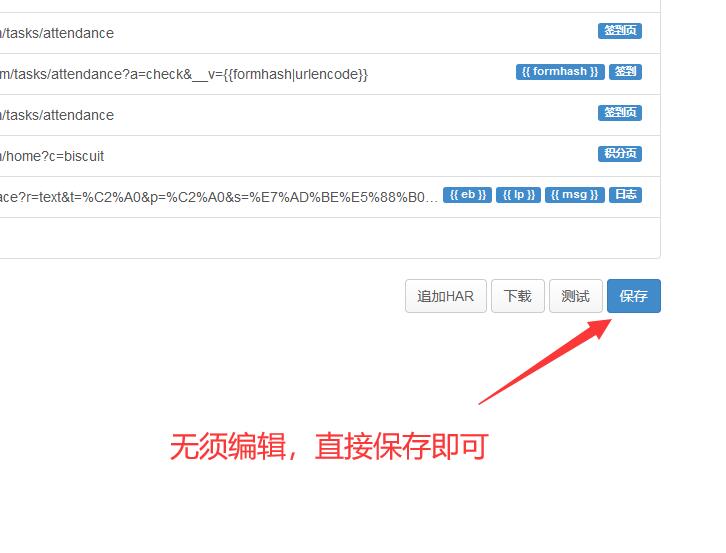 /tasks/attendance 签到页
m/tasks/attendance?a=check&__v={{formhash|urlencode}} {{ formhash }} 签到
/tasks/attendance 签到页
/home?c=biscuit 积分页
ace?r=text&t=%C2%A0&p=%C2%A0&s=%E7%AD%BE%E5%88%B0... {{ eb }} {{ lp }} {{ msg }} 日志
追加HAR 下载 测试 保存
无须编辑，直接保存即可